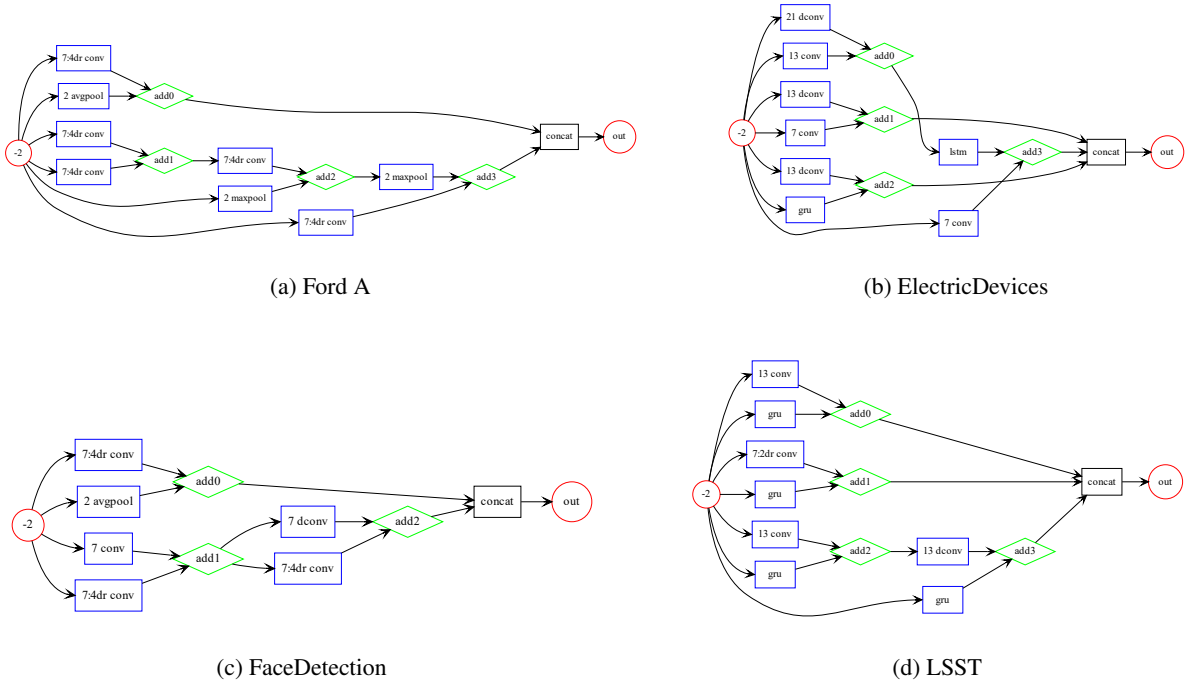 7:4dr conv
2 avgpool
add0
7:4dr conv
-2
7:4dr conv
add1
7:4dr conv
2 maxpool
add2
2 maxpool
add3
7:4dr conv
concat
out
(a) Ford A
21 dconv
13 conv
add0
13 dconv
-2
7 conv
add1
13 dconv
gru
add2
lstm
add3
7 conv
concat
out
(b) ElectricDevices
7:4dr conv
2 avgpool
add0
-2
7 conv
7:4dr conv
add1
7 dconv
7:4dr conv
add2
concat
out
(c) FaceDetection
13 conv
gru
add0
7:2dr conv
-2
gru
add1
13 conv
gru
add2
13 dconv
add3
gru
concat
out
(d) LSST